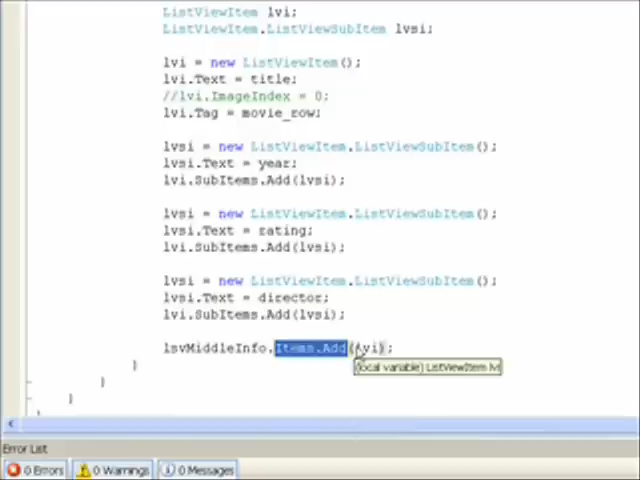 ListViewItem lvi;
ListViewItem.ListViewSubItem lvsi;
lvi = new ListViewItem();
lvi.Text = title;
//lvi.ImageIndex = 0;
lvi.Tag = movie_row;
lvsi = new ListViewItem.ListViewSubItem();
lvsi.Text = year;
lvi.SubItems.Add(lvsi);
lvsi = new ListViewItem.ListViewSubItem();
lvsi.Text = rating;
lvi.SubItems.Add(lvsi);
lvsi = new ListViewItem.ListViewSubItem();
lvsi.Text = director;
lvi.SubItems.Add(lvsi);
lsvMiddleInfo.Items.Add(lvi);
}
(local variable) ListViewItem lvi
}
}
}
Error List
0 Errors
0 Warnings
0 Messages